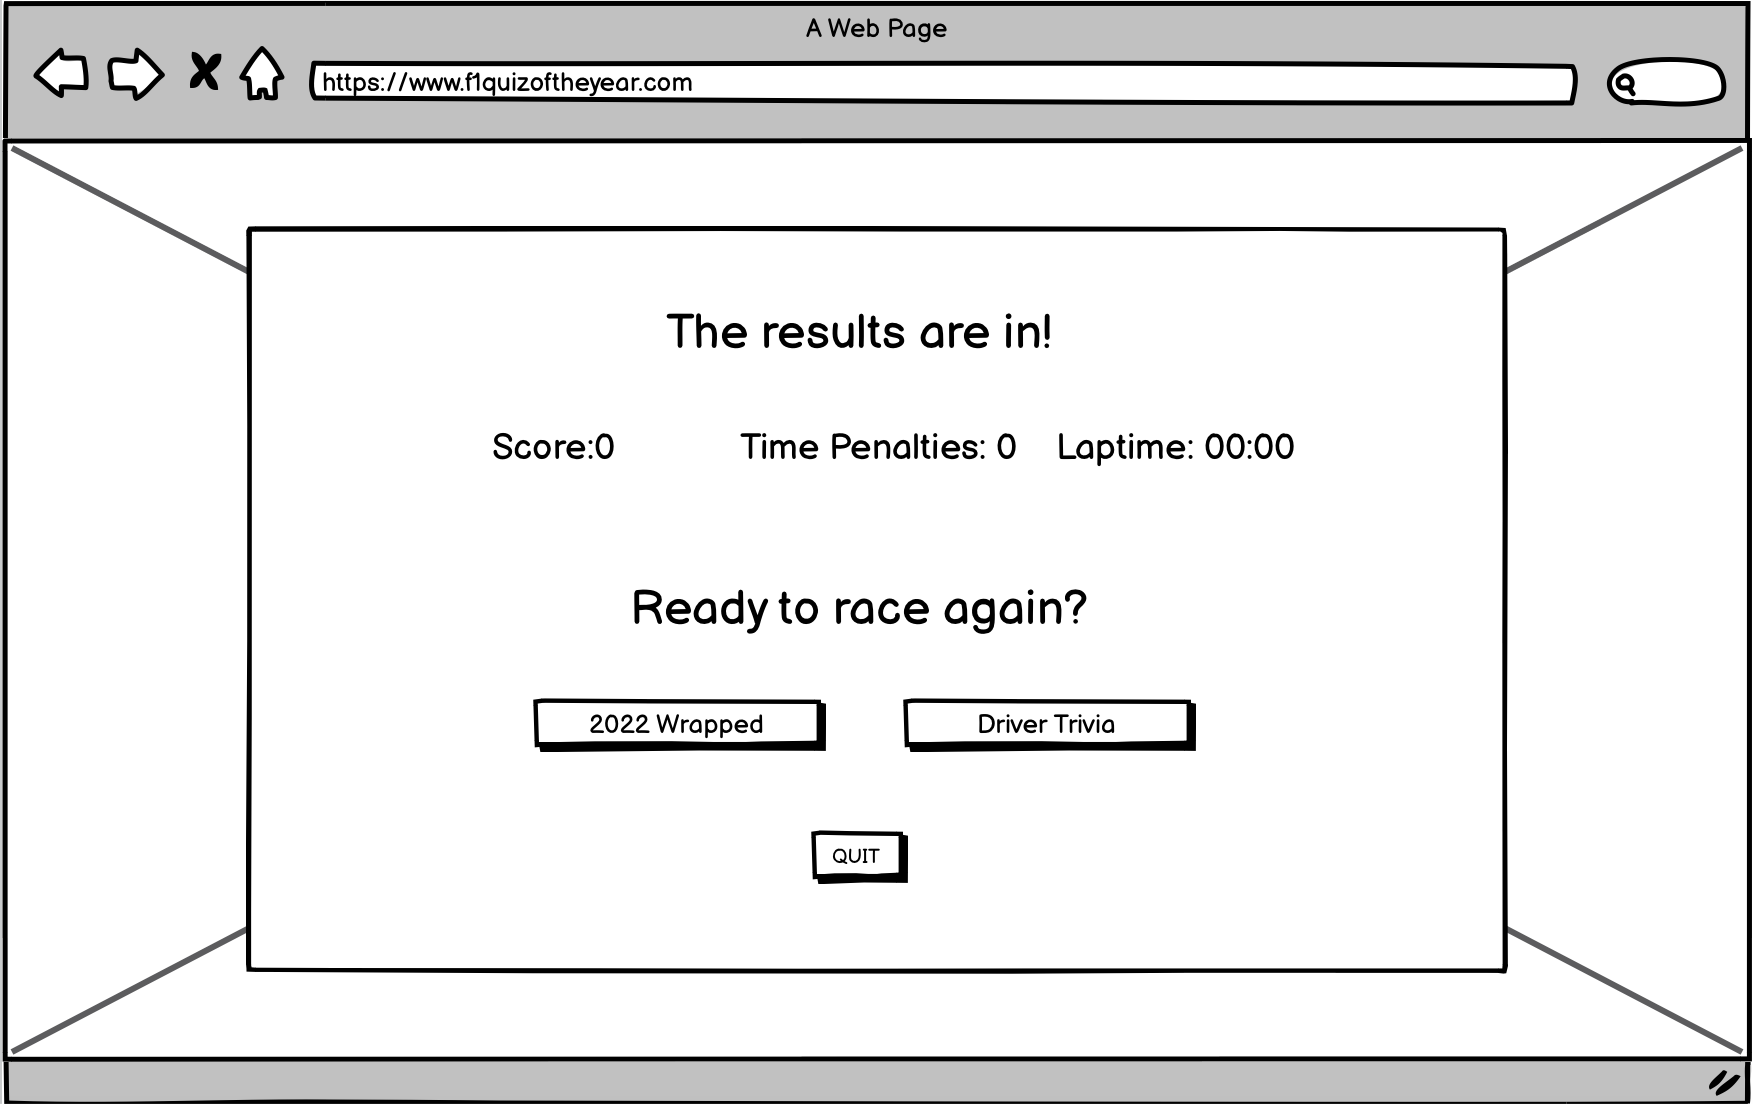 A Web Page
https://www.f1quizoftheyear.com
The results are in!
Score:0 Time Penalties: 0 Laptime: 00:00
Ready to race again?
2022 Wrapped Driver Trivia
QUIT